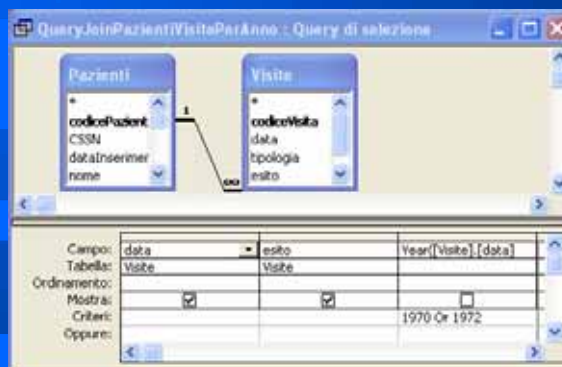 QueryJoinPazientiVisitePerAnno : Query di selezione
Pazienti
Visite
*
codicePazient
CSSN
dataInserimer
nome
1
∞
*
codiceVisita
data
tipologia
esito
Campo: data esito Year([Visite].[data]
Tabella: Visite Visite
Ordinamento:
Mostra:
Criteri: 1970 Or 1972
Oppure: